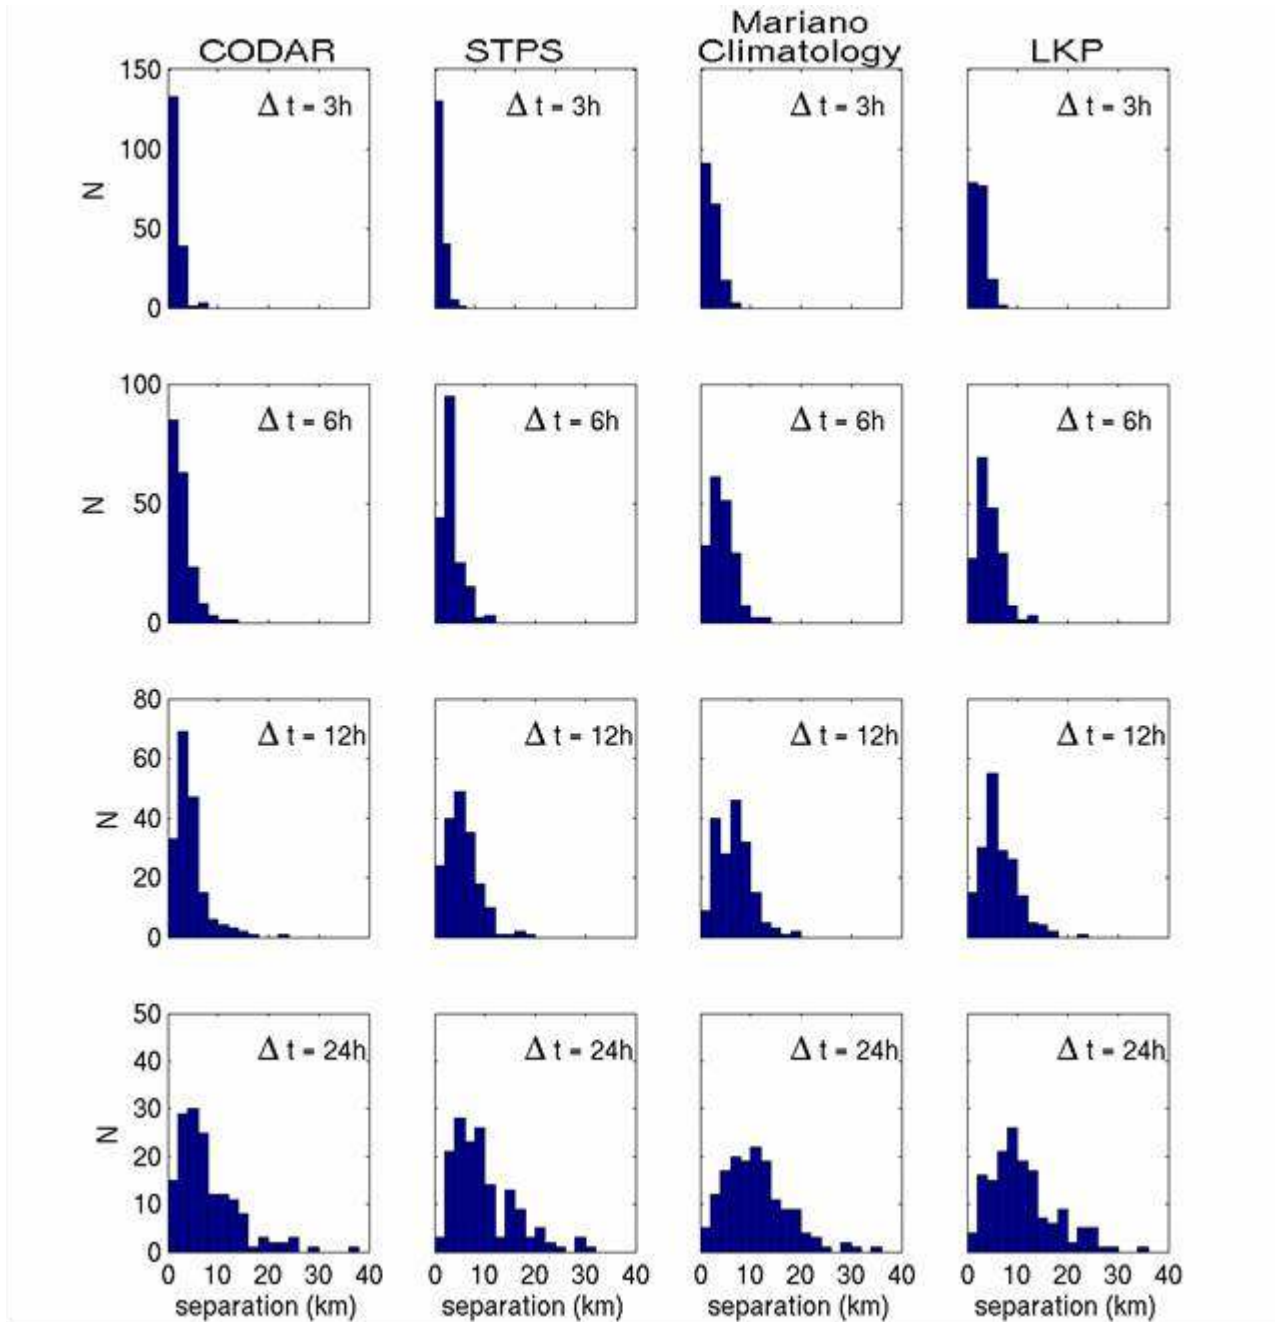 CODAR STPS Mariano Climatology LKP
150
100
50
0
N
Δ t = 3h Δ t = 3h Δ t = 3h Δ t = 3h
100
50
0
N
Δ t = 6h Δ t = 6h Δ t = 6h Δ t = 6h
80
60
40
20
0
N
Δ t = 12h Δ t = 12h Δ t = 12h Δ t = 12h
50
40
30
20
10
0
N
Δ t = 24h Δ t = 24h Δ t = 24h Δ t = 24h
0 10 20 30 40 0 10 20 30 40 0 10 20 30 40 0 10 20 30 40
separation (km) separation (km) separation (km) separation (km)